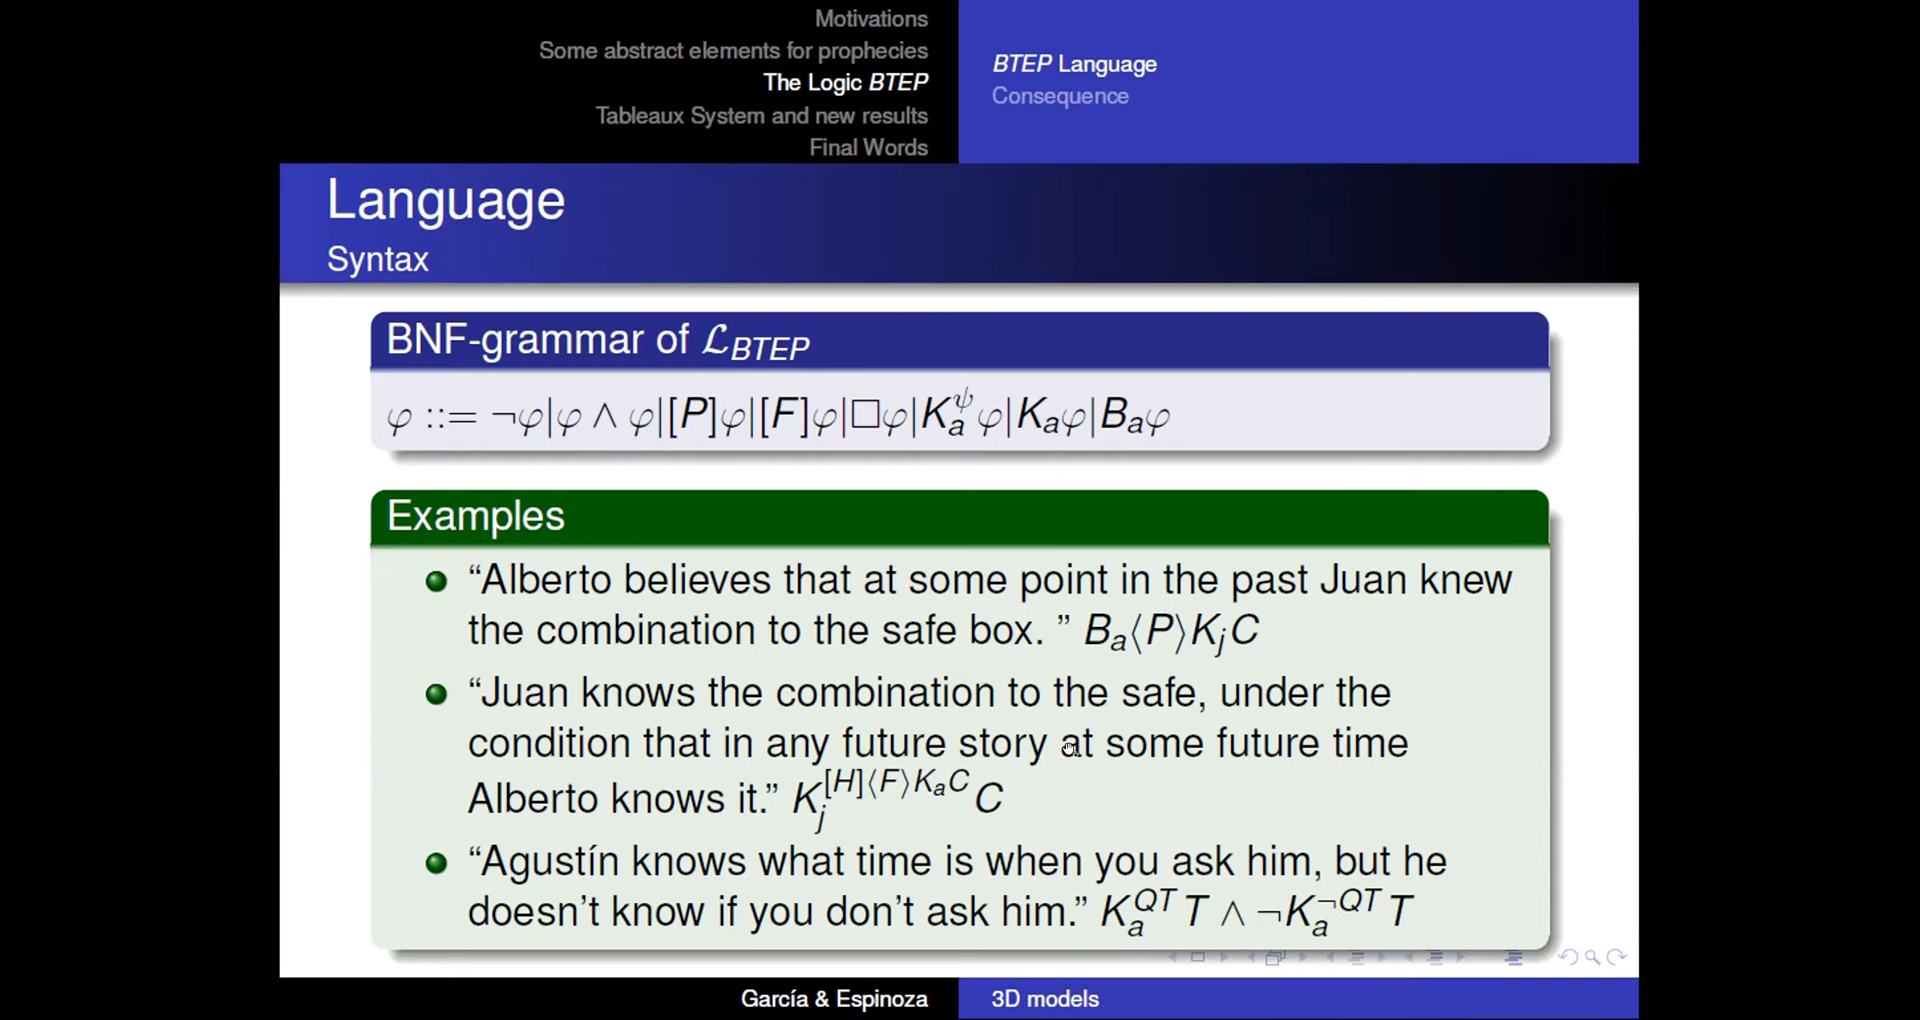 Motivations
Some abstract elements for prophecies
The Logic BTEP
Tableaux System and new results
Final Words
BTEP Language
Consequence
Language
Syntax
BNF-grammar of ℒ_BTEP
φ ::= ¬φ|φ ∧ φ|[P]φ|[F]φ|□φ|K_a^ψ φ|K_aφ|B_aφ
Examples
“Alberto believes that at some point in the past Juan knew
the combination to the safe box. ” B_a⟨P⟩K_jC
“Juan knows the combination to the safe, under the
condition that in any future story at some future time
Alberto knows it.” K_j^{[H]⟨F⟩K_aC} C
“Agustín knows what time is when you ask him, but he
doesn’t know if you don’t ask him.” K_a^{QT} T ∧ ¬K_a^{¬QT} T
García & Espinoza
3D models